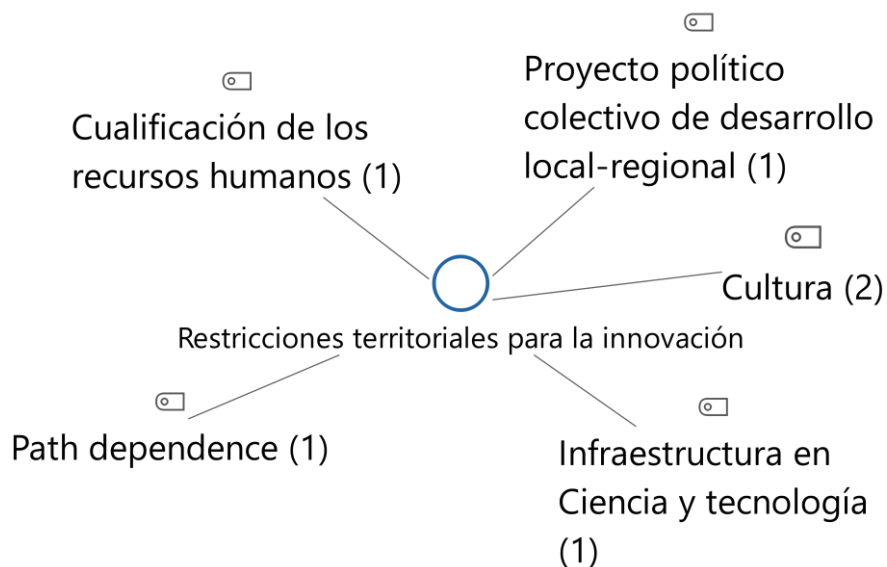 Proyecto político
colectivo de desarrollo
local-regional (1)
Cualificación de los
recursos humanos (1)
Cultura (2)
Restricciones territoriales para la innovación
Path dependence (1)
Infraestructura en
Ciencia y tecnología
(1)